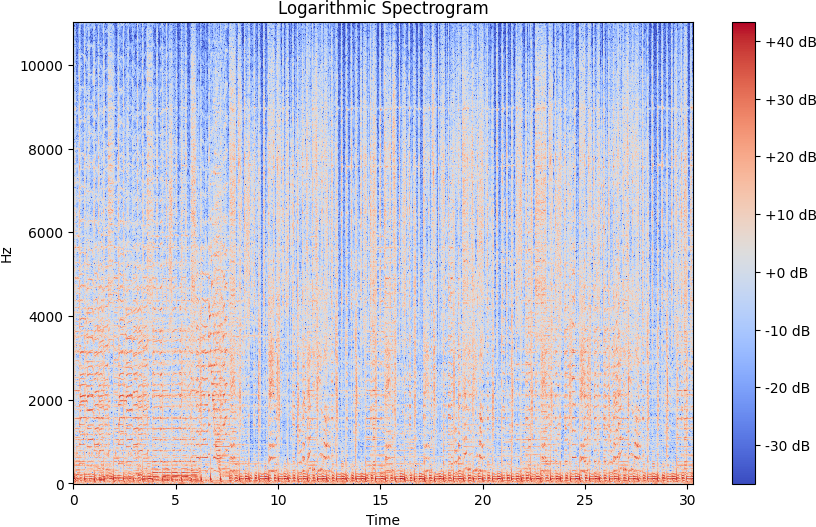 Logarithmic Spectrogram
Hz
10000
8000
6000
4000
2000
0
0 5 10 15 20 25 30
Time
+40 dB
+30 dB
+20 dB
+10 dB
+0 dB
-10 dB
-20 dB
-30 dB